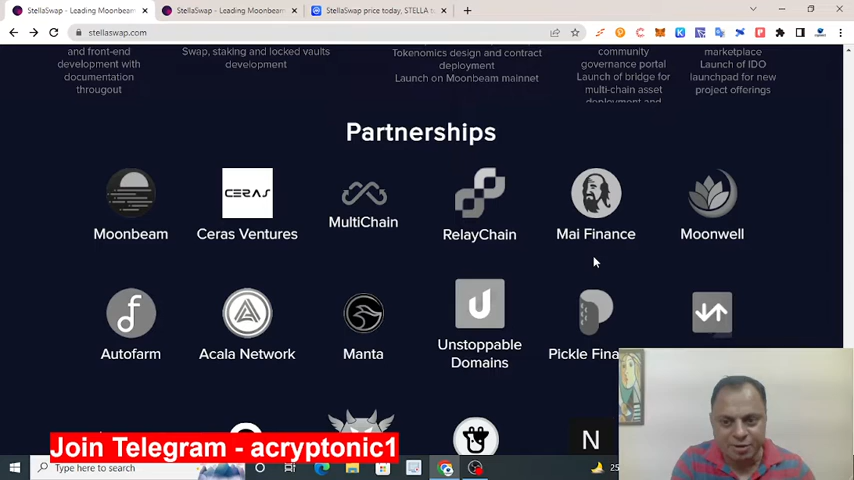 StellaSwap - Leading Moonbeam
StellaSwap - Leading Moonbeam
StellaSwap price today, STELLA t
stellaswap.com
and front-end
development with
documentation
througout
Swap, staking and locked vaults
development
Tokenomics design and contract
deployment
Launch on Moonbeam mainnet
community
governance portal
Launch of bridge for
multi-chain asset
deployment and
marketplace
Launch of IDO
launchpad for new
project offerings
Partnerships
CERAS
Moonbeam
Ceras Ventures
MultiChain
RelayChain
Mai Finance
Moonwell
Autofarm
Acala Network
Manta
Unstoppable
Domains
Pickle Fina
N
Join Telegram - acryptonic1
Type here to search
25